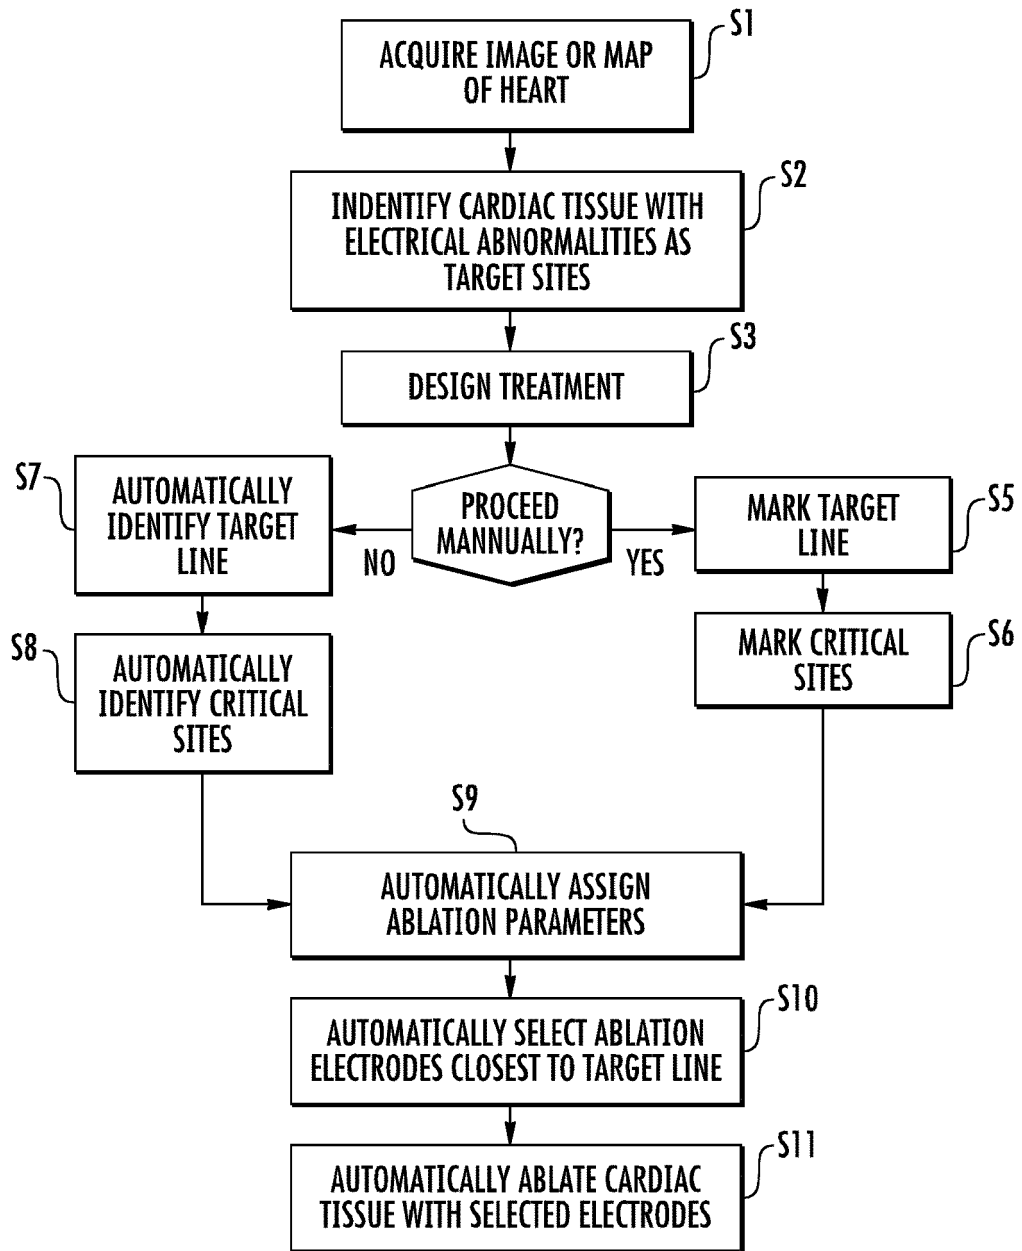 S1
ACQUIRE IMAGE OR MAP
OF HEART
S2
INDENTIFY CARDIAC TISSUE WITH
ELECTRICAL ABNORMALITIES AS
TARGET SITES
S3
DESIGN TREATMENT
PROCEED
MANNUALLY?
NO
YES
S7
AUTOMATICALLY
IDENTIFY TARGET
LINE
S5
MARK TARGET
LINE
S8
AUTOMATICALLY
IDENTIFY CRITICAL
SITES
S6
MARK CRITICAL
SITES
S9
AUTOMATICALLY ASSIGN
ABLATION PARAMETERS
S10
AUTOMATICALLY SELECT ABLATION
ELECTRODES CLOSEST TO TARGET LINE
S11
AUTOMATICALLY ABLATE CARDIAC
TISSUE WITH SELECTED ELECTRODES